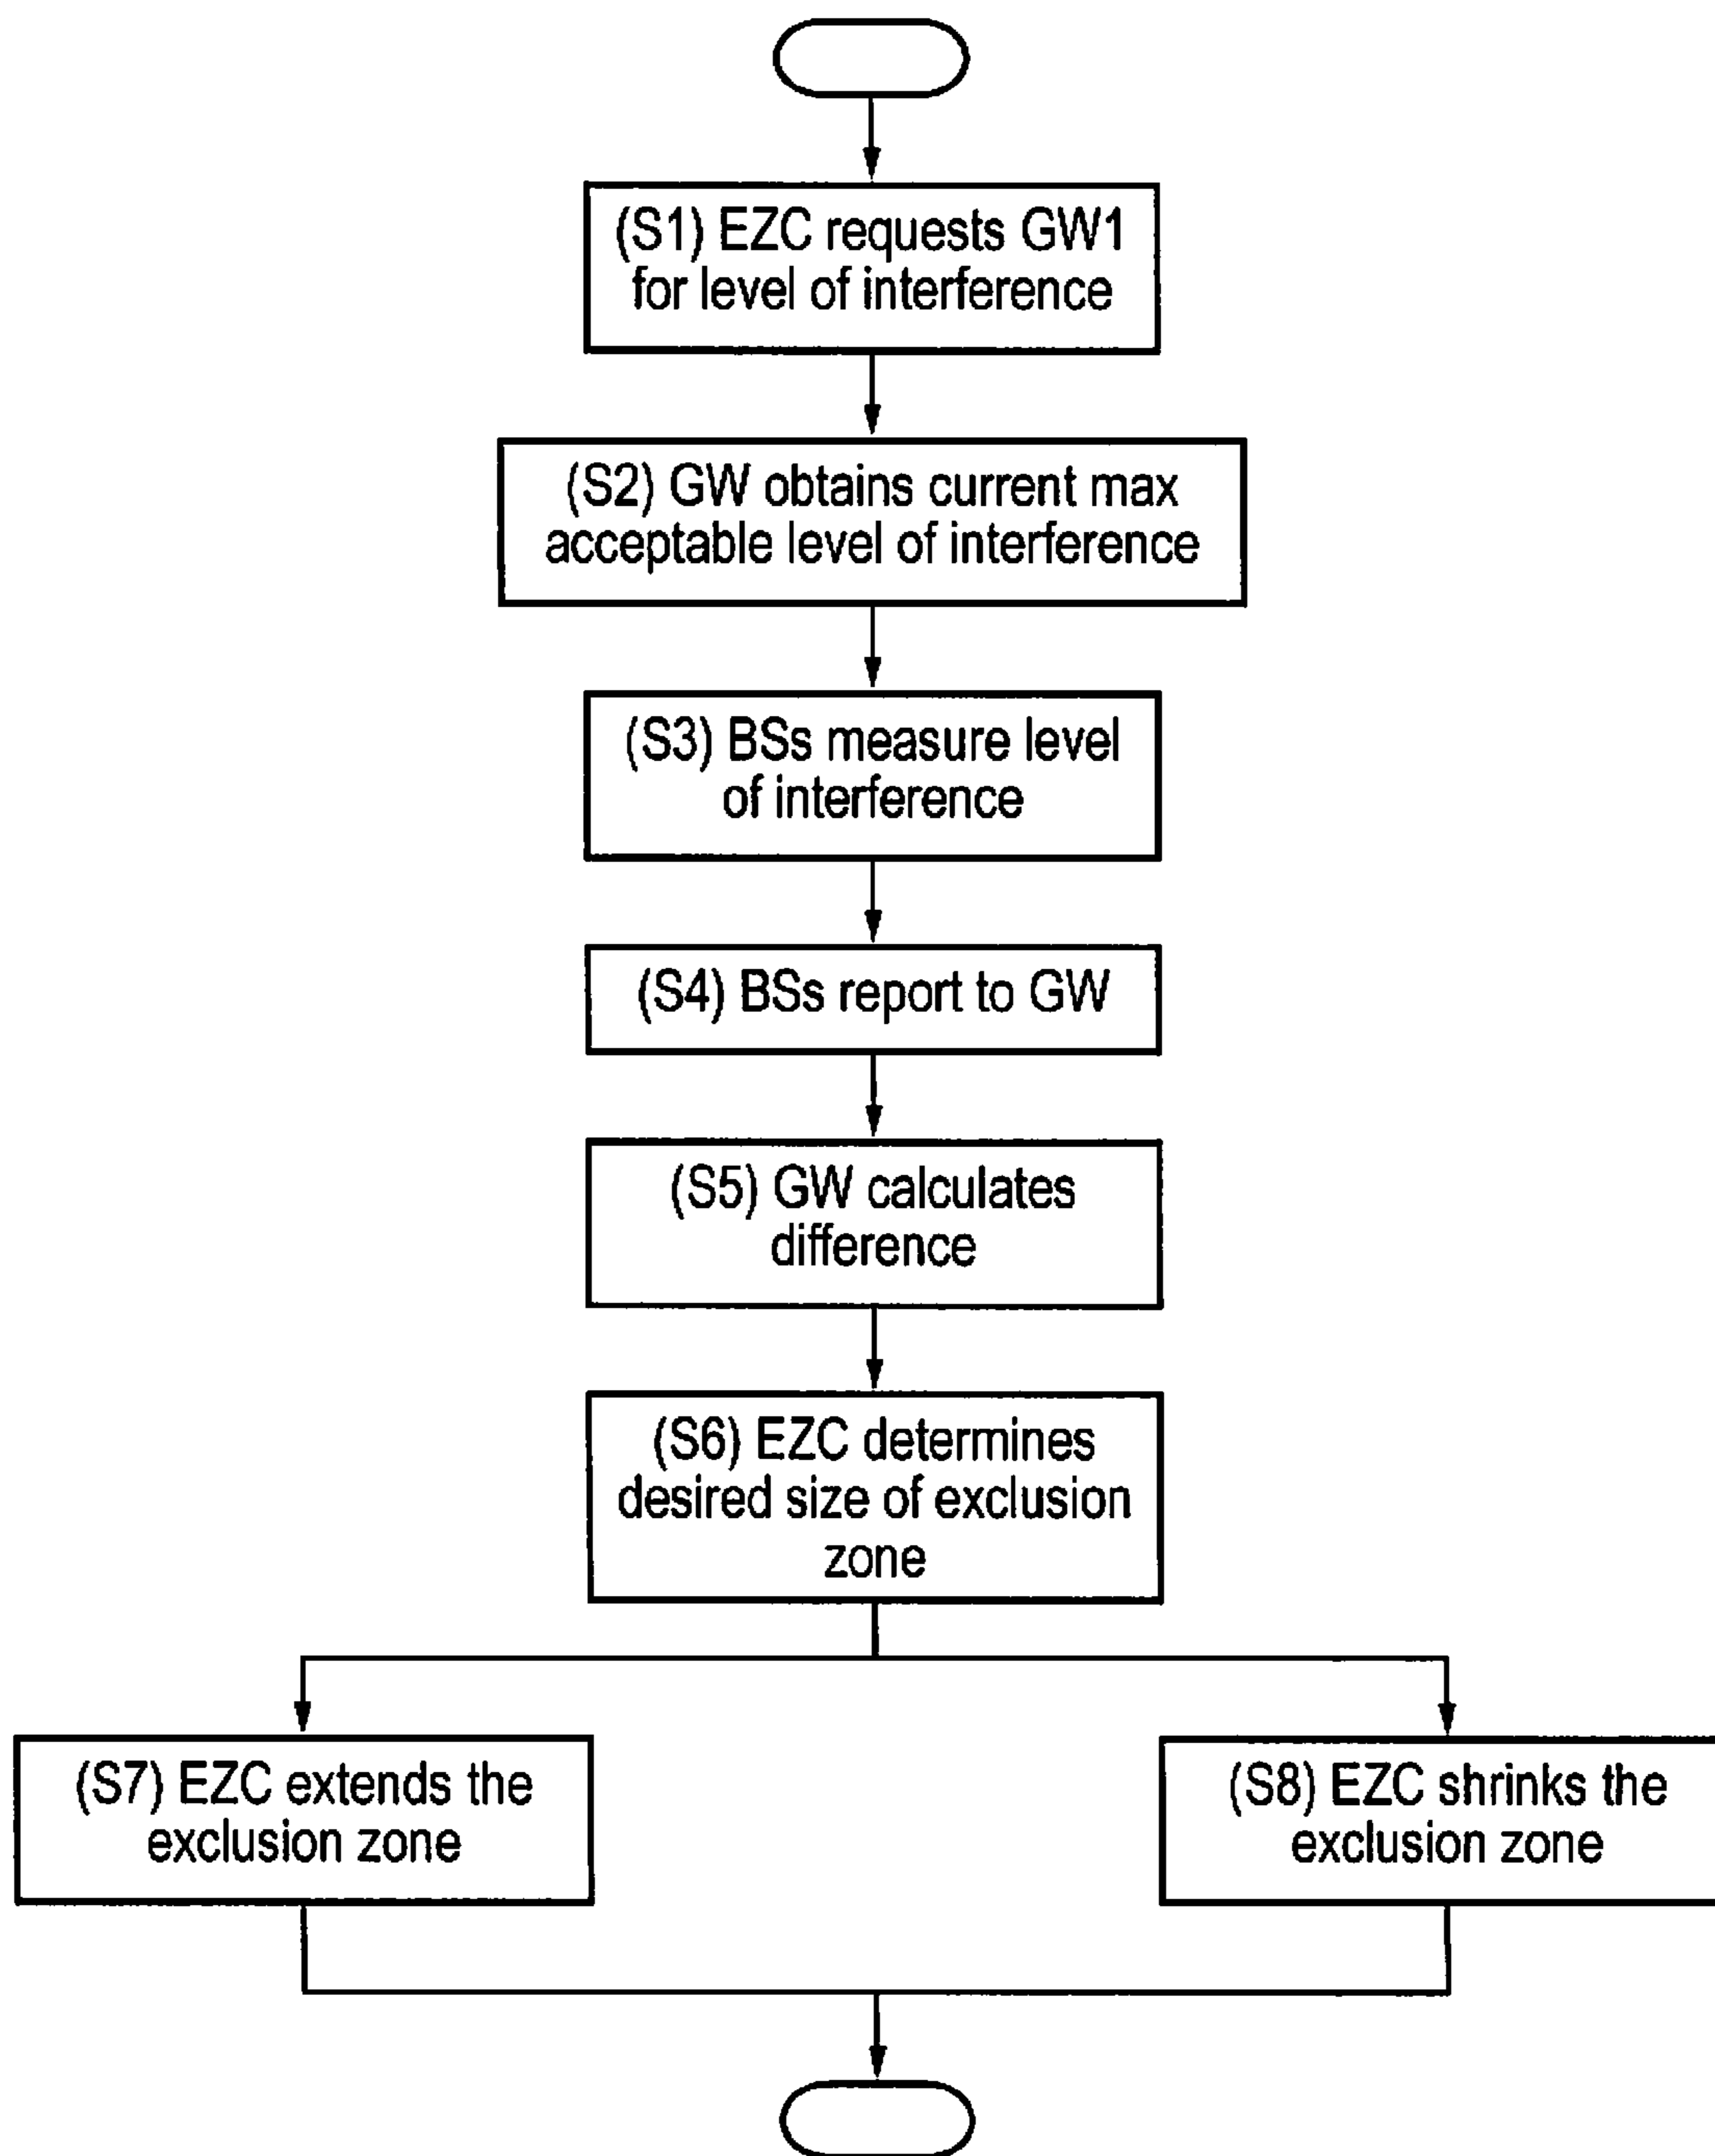 (S1) EZC requests GW1
for level of interference
(S2) GW obtains current max
acceptable level of interference
(S3) BSs measure level
of interference
(S4) BSs report to GW
(S5) GW calculates
difference
(S6) EZC determines
desired size of exclusion
zone
(S7) EZC extends the
exclusion zone
(S8) EZC shrinks the
exclusion zone